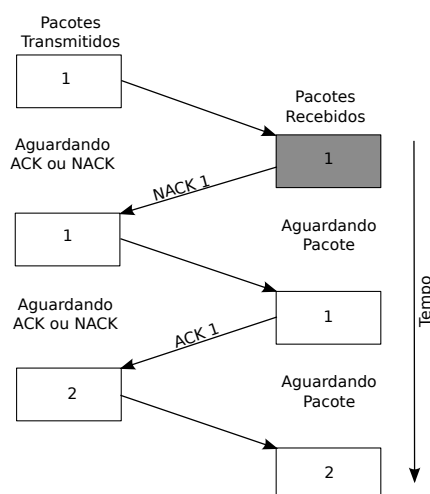 Pacotes
Transmitidos
1
Pacotes
Recebidos
1
Aguardando
ACK ou NACK
NACK 1
1
Aguardando
Pacote
1
Aguardando
ACK ou NACK
ACK 1
2
Aguardando
Pacote
2
Tempo